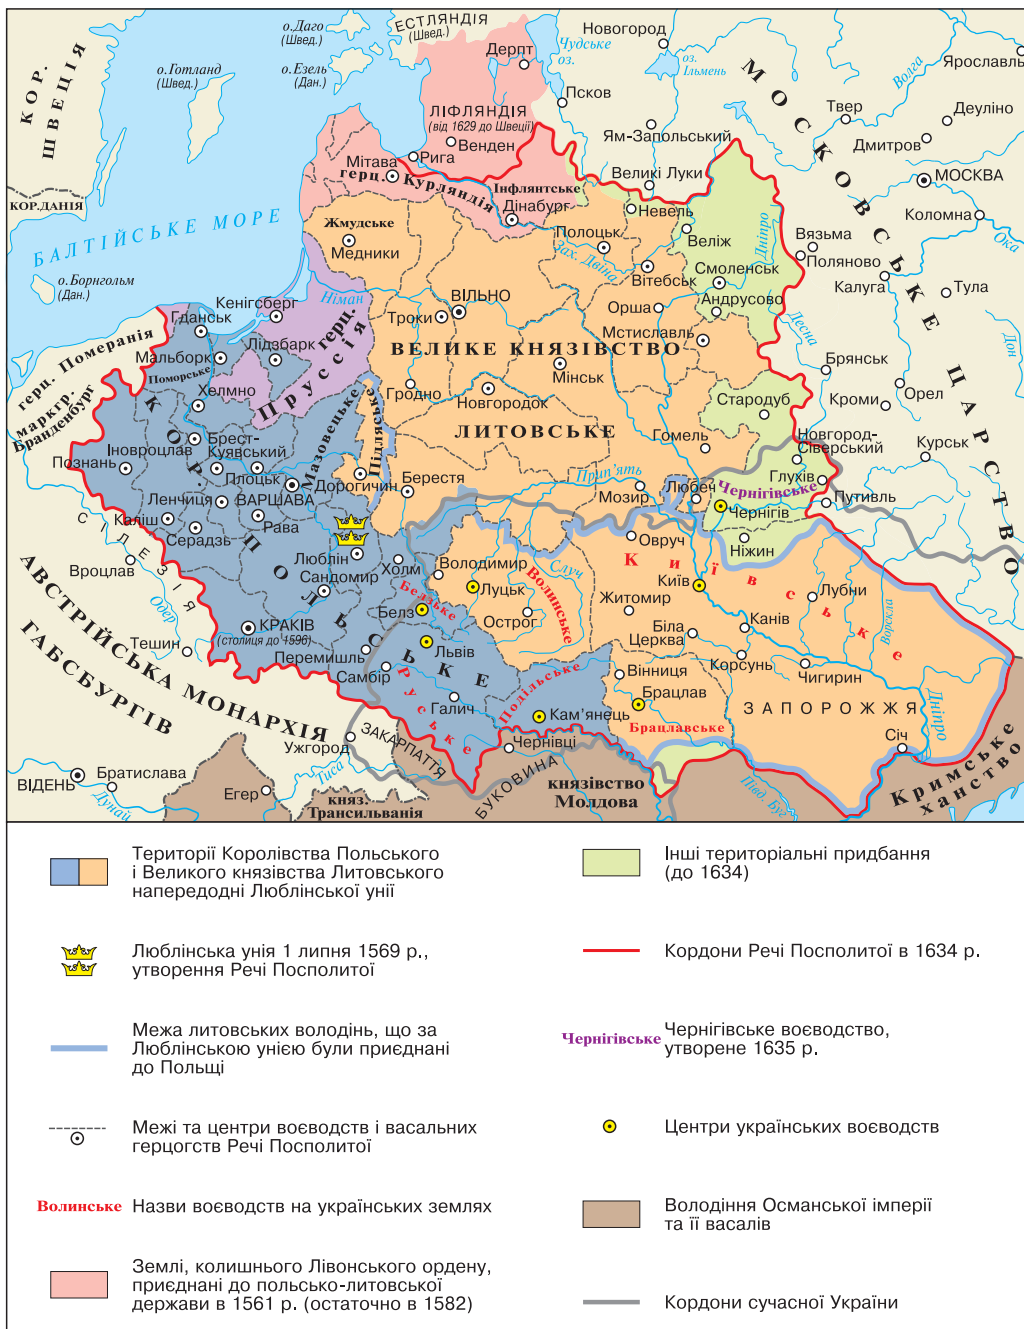 КОР. ШВЕЦІЯ
о.Даго
(Швед.)
ЕСТЛЯНДІЯ
(Швед.)
о.Готланд
(Швед.)
о.Езель
(Дан.)
Дерпт
Чудське
оз.
Новогород
оз.
Ільмень
Псков
МОСКОВСЬКЕ ЦАРСТВО
Волга
Ярославль
Твер
Деуліно
Дмитров
МОСКВА
Коломна
Ока
ЛІФЛЯНДІЯ
(від 1629 до Швеції)
Венден
Рига
Мітава
герц. Курляндія
Інфлянтське
Дінабург
Ям-Запольський
Великі Луки
Невель
Полоцьк
Зах. Двіна
Веліж
Дніпро
Вязьма
Поляново
Калуга
Тула
КОР.ДАНІЯ
БАЛТІЙСЬКЕ МОРЕ
о.Борнгольм
(Дан.)
Жмудське
Медники
Вітебськ
Смоленськ
Андрусово
Орша
Мстиславль
Десна
Дон
Брянськ
Орел
Кроми
Курськ
Кенігсберг
Німан
Гданськ
Троки
ВІЛЬНО
ВЕЛИКЕ КНЯЗІВСТВО
ЛИТОВСЬКЕ
Мінськ
Новгородок
Гродно
герц. Померанія
маркгр.
Бранденбург
Мальборк
Поморське
Лідзбарк
герц.
Пруссія
Хелмно
Стародуб
Гомель
Новгород-
Сіверський
Глухів
Путивль
Чернігівське
Чернігів
Любеч
Ніжин
Прип'ять
Мозир
Підляське
Мазовецьке
Брест-
Куявський
Іновроцлав
Познань
Плоцьк
Дорогичин
Берестя
Ленчиця
ВАРШАВА
Каліш
Рава
Серадзь
КОР. ПОЛЬСЬКЕ
СІЛЕЗІЯ
Вроцлав
Одер
Люблін
Сандомир
Холм
Белзьке
Белз
Володимир
Луцьк
Острог
Случ
Волинське
Овруч
Київське
Київ
Житомир
Біла
Церква
Канів
Корсунь
Лубни
Ворскла
Чигирин
КРАКІВ
(столиця до 1596)
Тешин
Перемишль
Самбір
Львів
Руське
Галич
Подільське
Кам'янець
Вінниця
Брацлав
Брацлавське
ЗАПОРОЖЖЯ
Дніпро
Січ
Кримське
ханство
АВСТРІЙСЬКА МОНАРХІЯ
ГАБСБУРГІВ
ВІДЕНЬ
Братислава
Дунай
Егер
Ужгород
Тиса
ЗАКАРПАТТЯ
БУКОВИНА
Чернівці
княз.
Трансильванія
князівство
Молдова
Півд. Буг
Території Королівства Польського
і Великого князівства Литовського
напередодні Люблінської унії
Люблінська унія 1 липня 1569 р.,
утворення Речі Посполитої
Межа литовських володінь, що за
Люблінською унією були приєднані
до Польщі
Межі та центри воєводств і васальних
герцогств Речі Посполитої
Волинське Назви воєводств на українських землях
Землі, колишнього Лівонського ордену,
приєднані до польсько-литовської
держави в 1561 р. (остаточно в 1582)
Інші територіальні придбання
(до 1634)
Кордони Речі Посполитої в 1634 р.
Чернігівське Чернігівське воєводство,
утворене 1635 р.
Центри українських воєводств
Володіння Османської імперії
та її васалів
Кордони сучасної України